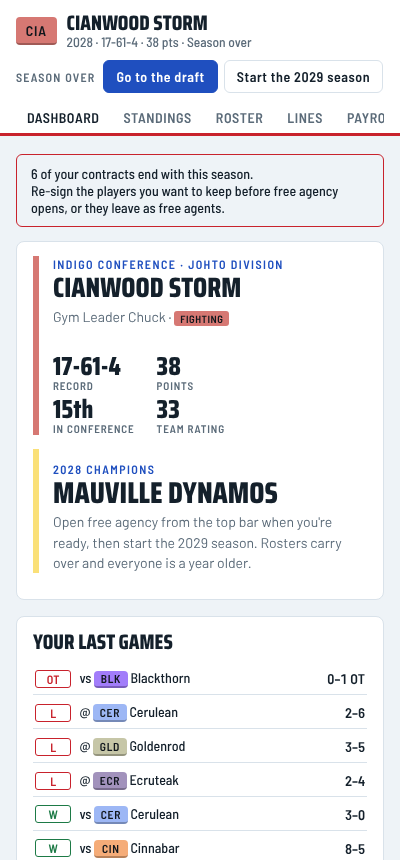 CIA
CIANWOOD STORM
2028 · 17-61-4 · 38 pts · Season over
SEASON OVER
Go to the draft
Start the 2029 season
DASHBOARD STANDINGS ROSTER LINES PAYRO
6 of your contracts end with this season.
Re-sign the players you want to keep before free agency
opens, or they leave as free agents.
INDIGO CONFERENCE · JOHTO DIVISION
CIANWOOD STORM
Gym Leader Chuck · FIGHTING
17-61-4 38
RECORD POINTS
15th 33
IN CONFERENCE TEAM RATING
2028 CHAMPIONS
MAUVILLE DYNAMOS
Open free agency from the top bar when you're
ready, then start the 2029 season. Rosters carry
over and everyone is a year older.
YOUR LAST GAMES
OT vs BLK Blackthorn 0–1 OT
L @ CER Cerulean 2–6
L @ GLD Goldenrod 3–5
L @ ECR Ecruteak 2–4
W vs CER Cerulean 3–0
W vs CIN Cinnabar 8–5